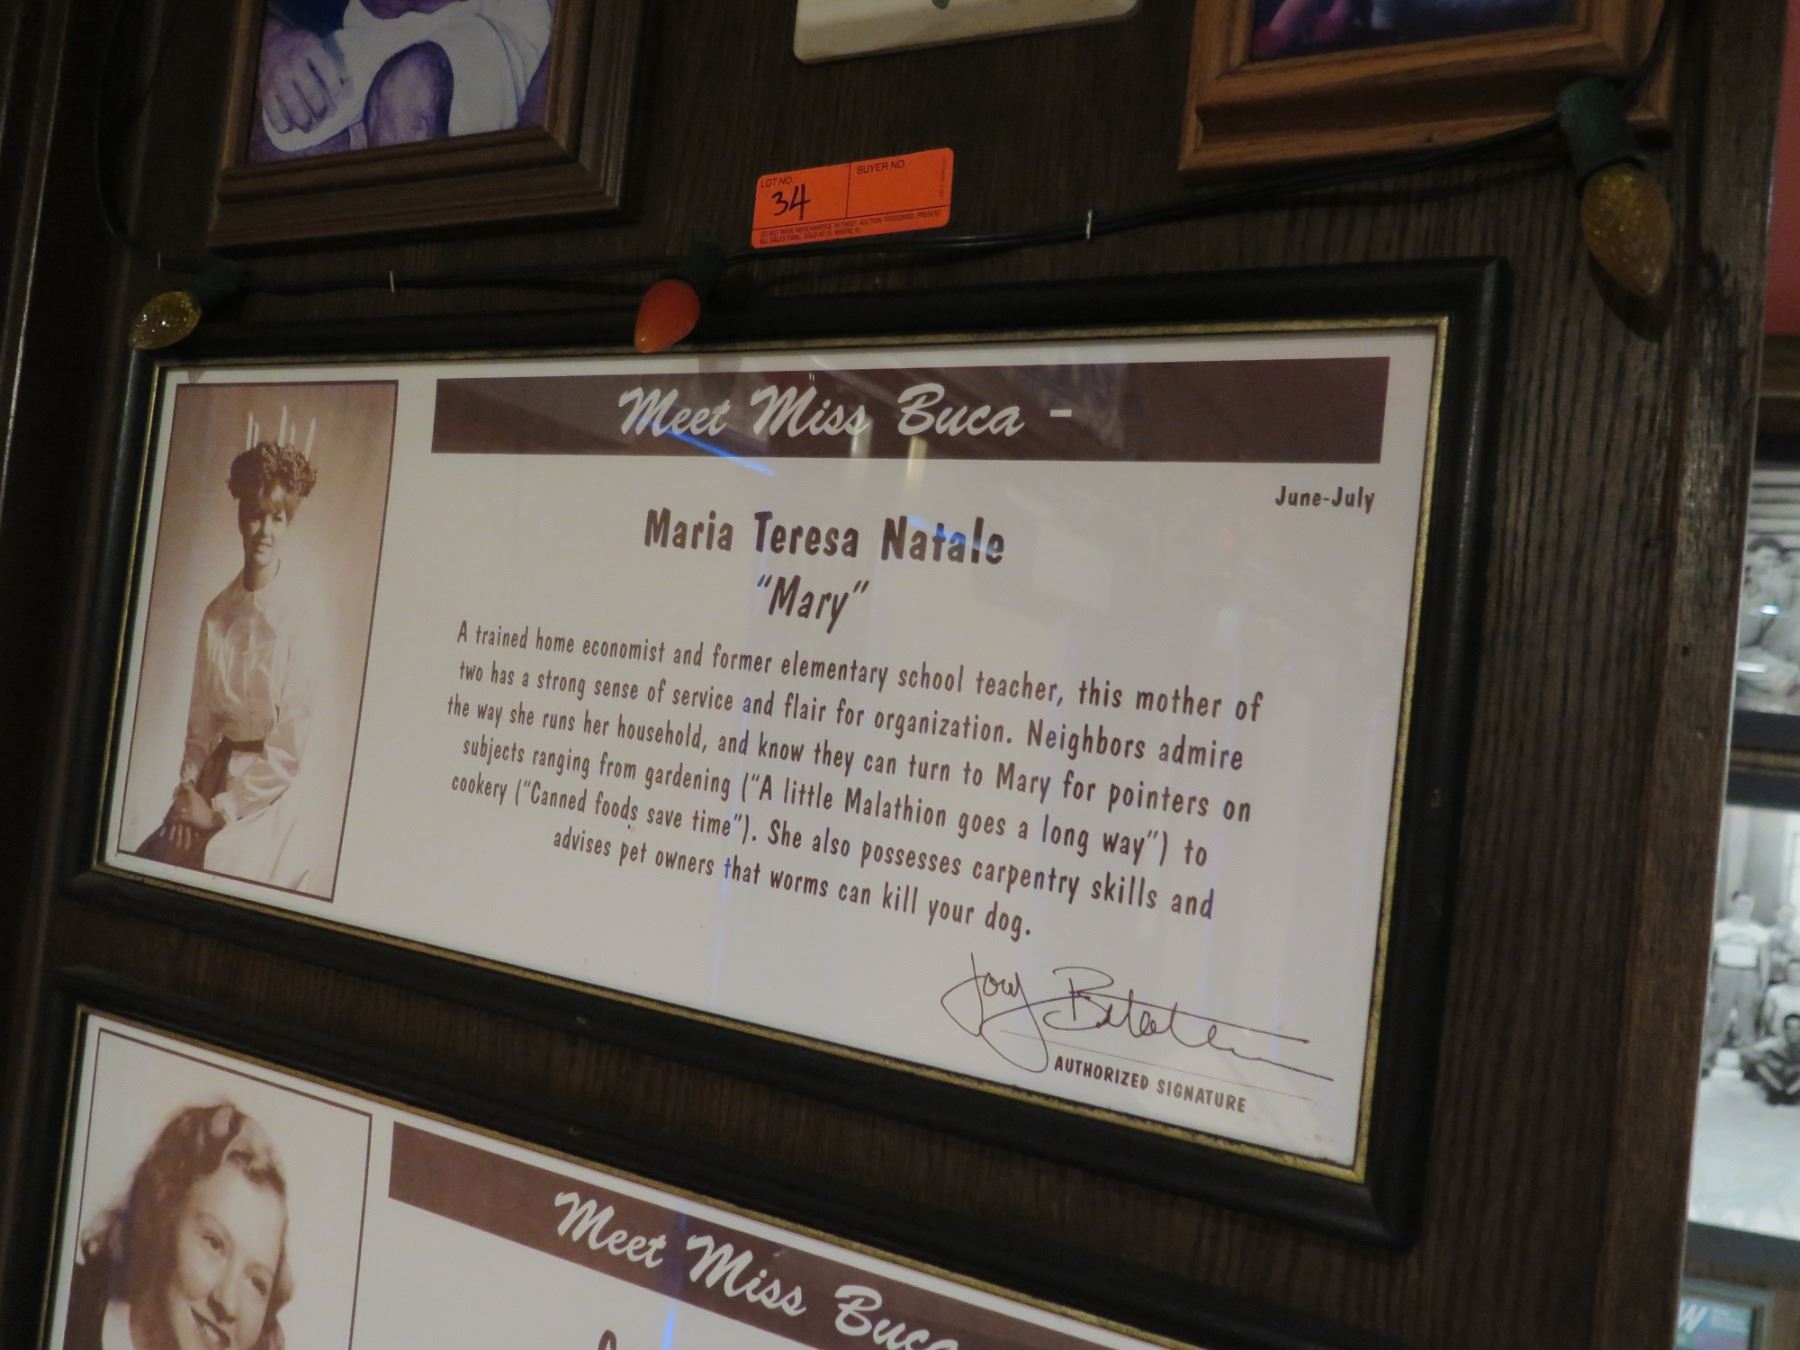 LOT NO.
34
BUYER NO.
Meet Miss Buca -
June-July
Maria Teresa Natale
"Mary"
A trained home economist and former elementary school teacher, this mother of
two has a strong sense of service and flair for organization. Neighbors admire
the way she runs her household, and know they can turn to Mary for pointers on
subjects ranging from gardening ("A little Malathion goes a long way") to
cookery ("Canned foods save time"). She also possesses carpentry skills and
advises pet owners that worms can kill your dog.
AUTHORIZED SIGNATURE
Meet Miss Buca